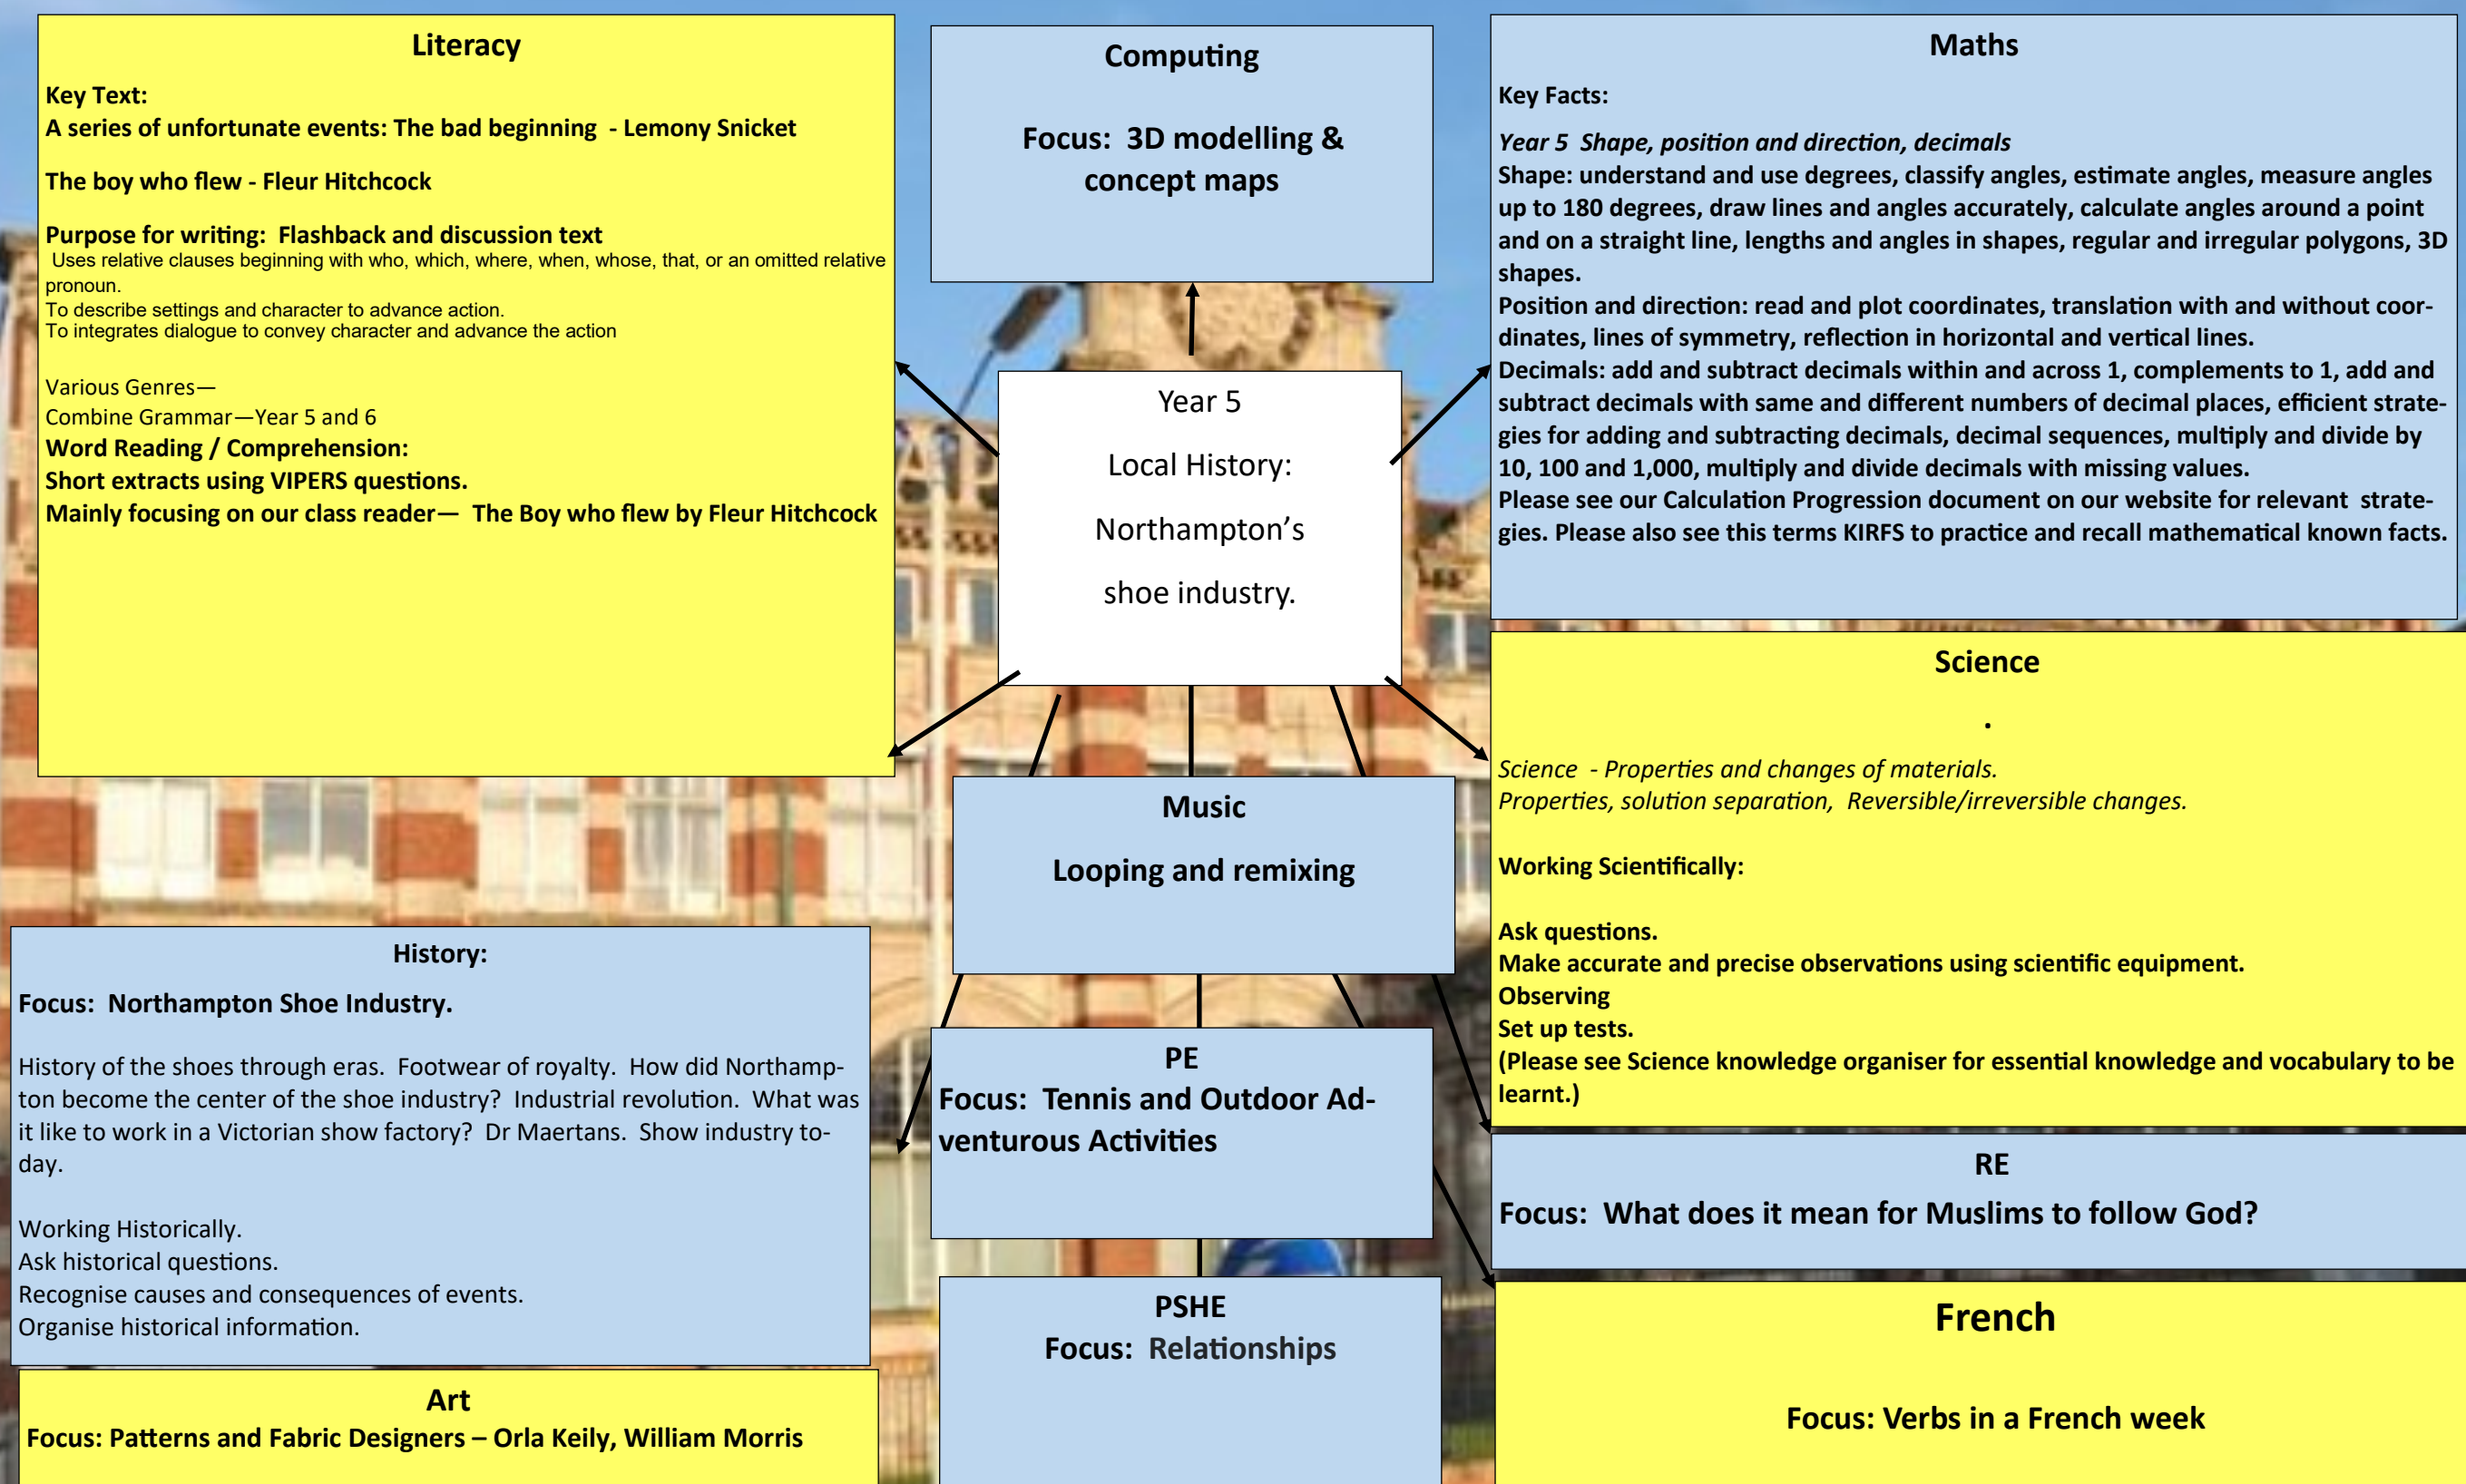 Literacy
Key Text:
A series of unfortunate events: The bad beginning  - Lemony Snicket
The boy who flew - Fleur Hitchcock
Purpose for writing:  Flashback and discussion text
Uses relative clauses beginning with who, which, where, when, whose, that, or an omitted relative
pronoun.
To describe settings and character to advance action.
To integrates dialogue to convey character and advance the action
Various Genres—
Combine Grammar—Year 5 and 6
Word Reading / Comprehension:
Short extracts using VIPERS questions.
Mainly focusing on our class reader—  The Boy who flew by Fleur Hitchcock
Computing
Focus:  3D modelling &
concept maps
Maths
Key Facts:
Year 5  Shape, position and direction, decimals
Shape: understand and use degrees, classify angles, estimate angles, measure angles
up to 180 degrees, draw lines and angles accurately, calculate angles around a point
and on a straight line, lengths and angles in shapes, regular and irregular polygons, 3D
shapes.
Position and direction: read and plot coordinates, translation with and without coor-
dinates, lines of symmetry, reflection in horizontal and vertical lines.
Decimals: add and subtract decimals within and across 1, complements to 1, add and
subtract decimals with same and different numbers of decimal places, efficient strate-
gies for adding and subtracting decimals, decimal sequences, multiply and divide by
10, 100 and 1,000, multiply and divide decimals with missing values.
Please see our Calculation Progression document on our website for relevant  strate-
gies. Please also see this terms KIRFS to practice and recall mathematical known facts.
Year 5
Local History:
Northampton’s
shoe industry.
Science
.
Science  - Properties and changes of materials.
Properties, solution separation,  Reversible/irreversible changes.
Working Scientifically:
Ask questions.
Make accurate and precise observations using scientific equipment.
Observing
Set up tests.
(Please see Science knowledge organiser for essential knowledge and vocabulary to be
learnt.)
Music
Looping and remixing
History:
Focus:  Northampton Shoe Industry.
History of the shoes through eras.  Footwear of royalty.  How did Northamp-
ton become the center of the shoe industry?  Industrial revolution.  What was
it like to work in a Victorian show factory?  Dr Maertans.  Show industry to-
day.
Working Historically.
Ask historical questions.
Recognise causes and consequences of events.
Organise historical information.
PE
Focus:  Tennis and Outdoor Ad-
venturous Activities
RE
Focus:  What does it mean for Muslims to follow God?
PSHE
Focus:  Relationships
French
Focus: Verbs in a French week
Art
Focus: Patterns and Fabric Designers – Orla Keily, William Morris